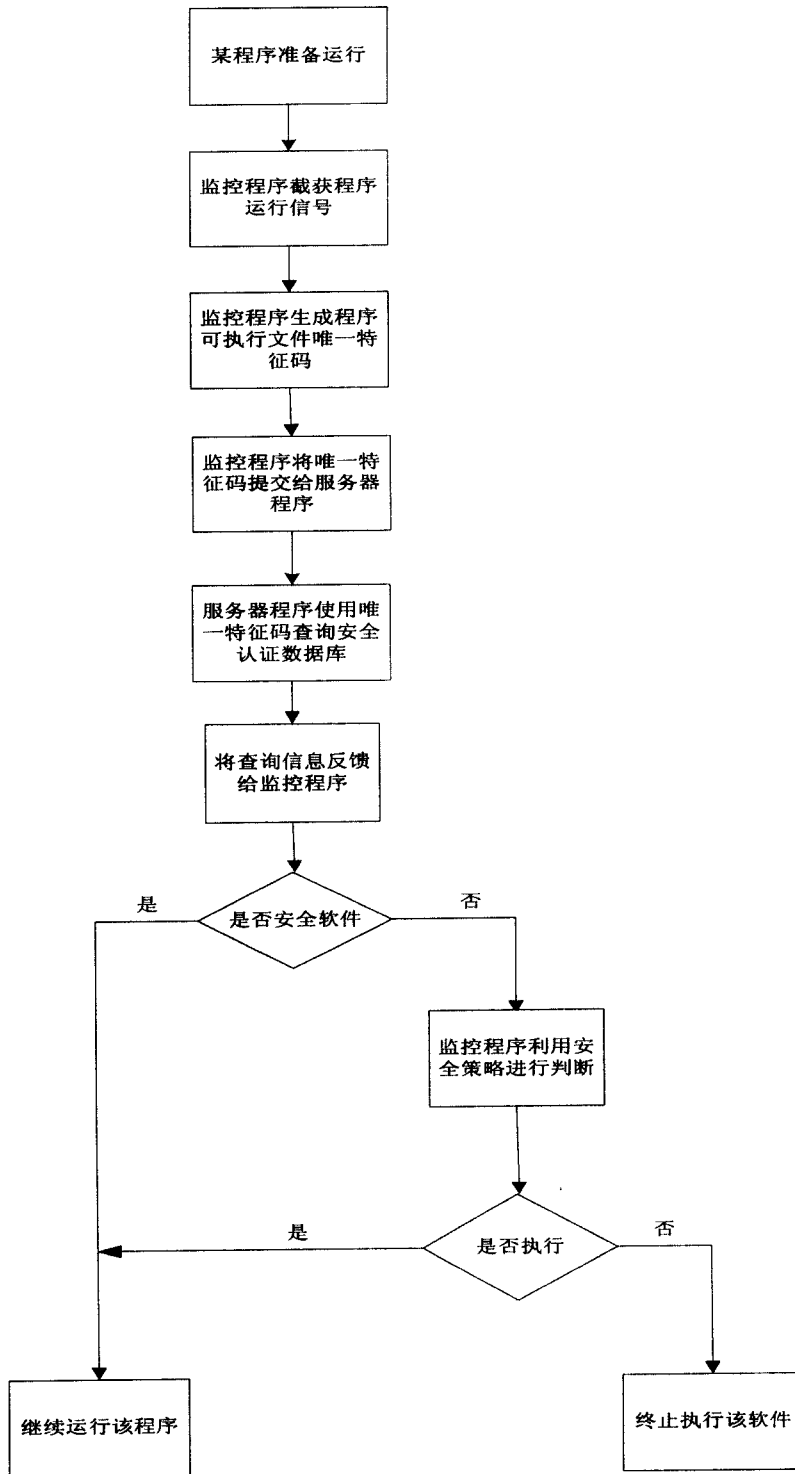 某程序准备运行
监控程序截获程序
运行信号
监控程序生成程序
可执行文件唯一特
征码
监控程序将唯一特
征码提交给服务器
程序
服务器程序使用唯
一特征码查询安全
认证数据库
将查询信息反馈
给监控程序
是
是否安全软件
否
监控程序利用安
全策略进行判断
是
是否执行
否
继续运行该程序
终止执行该软件